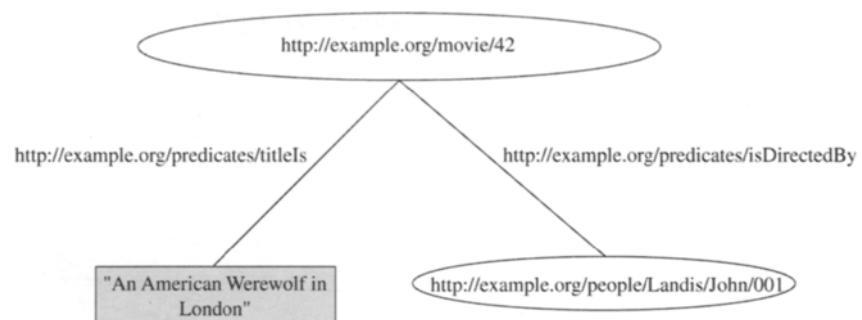 http://example.org/movie/42
http://example.org/predicates/titleIs
http://example.org/predicates/isDirectedBy
"An American Werewolf in
London"
http://example.org/people/Landis/John/001